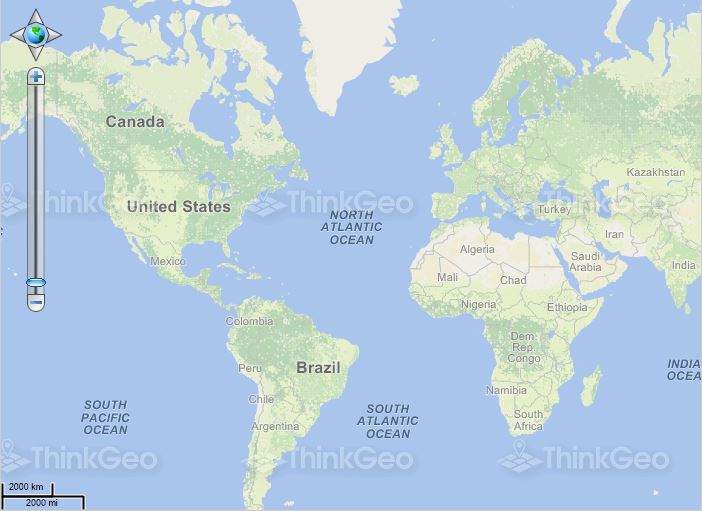 Canada
Kazakhstan
ThinkGeo
ThinkGeo
ThinkGeo
United States
Turkey
NORTH
ATLANTIC
OCEAN
Iran
Algeria
Saudi
Arabia
Mexico
India
Mali
Chad
Nigeria
Ethiopia
Colombia
Dem.
Rep.
Congo
Peru
Brazil
INDIA
OCEA
Namibia
Chile
SOUTH
PACIFIC
OCEAN
SOUTH
ATLANTIC
OCEAN
South
Africa
Argentina
ThinkGeo
ThinkGeo
ThinkGeo
2000 km
2000 mi